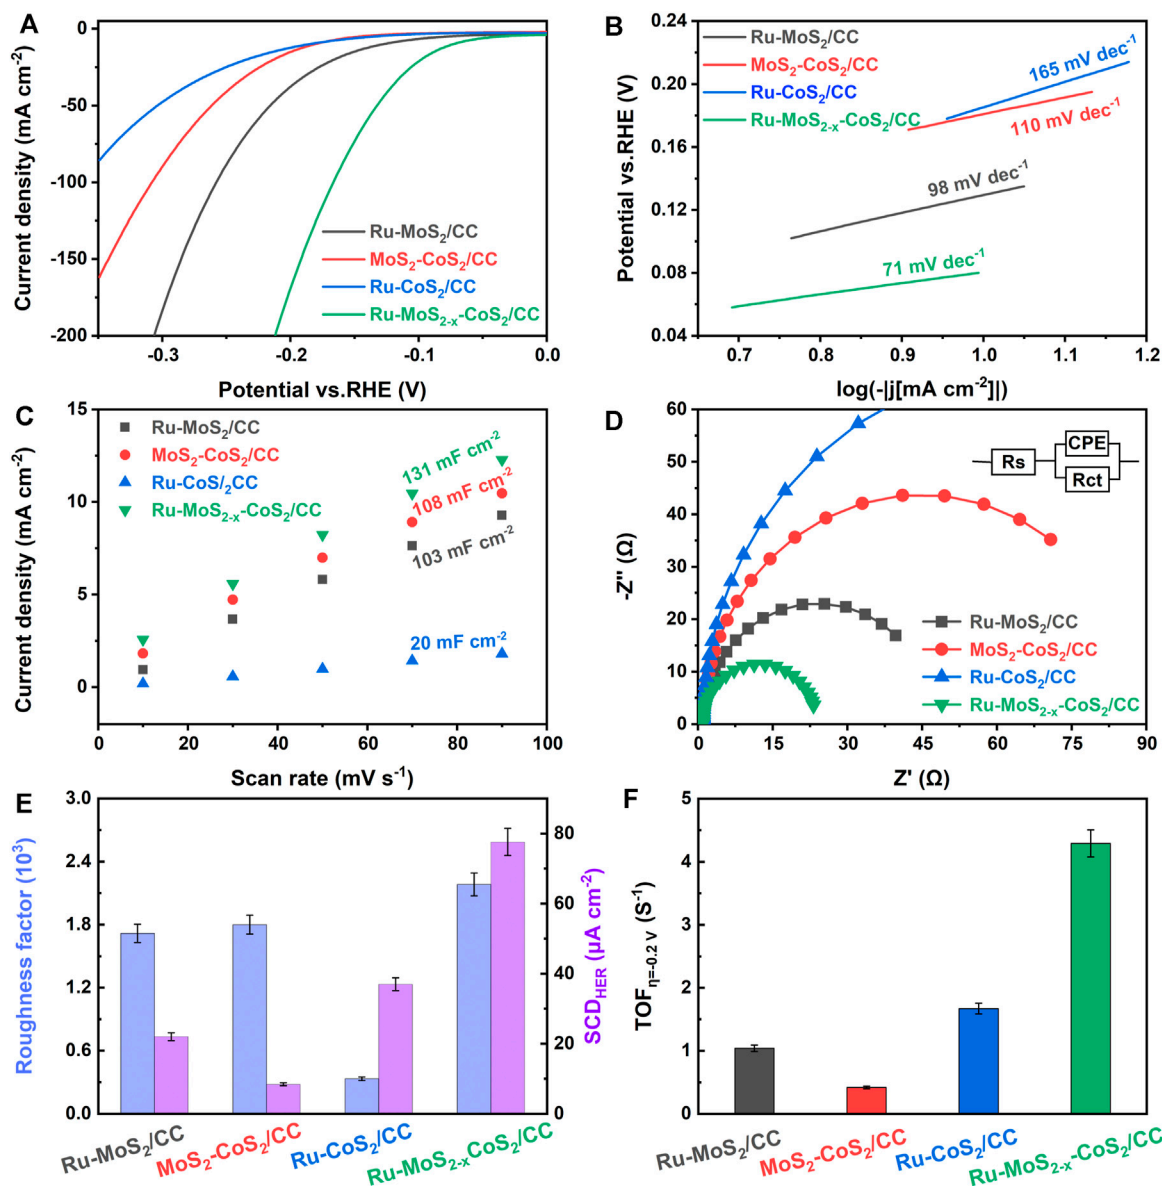 A
0
-50
-100
-150
-200
-0.3
-0.2
-0.1
0.0
Current density (mA cm⁻²)
Potential vs.RHE (V)
Ru-MoS₂/CC
MoS₂-CoS₂/CC
Ru-CoS₂/CC
Ru-MoS₂₋ₓ-CoS₂/CC
B
0.24
0.20
0.16
0.12
0.08
0.04
0.7
0.8
0.9
1.0
1.1
1.2
Potential vs.RHE (V)
log(-|j[mA cm⁻²]|)
Ru-MoS₂/CC
MoS₂-CoS₂/CC
Ru-CoS₂/CC
Ru-MoS₂₋ₓ-CoS₂/CC
165 mV dec⁻¹
110 mV dec⁻¹
98 mV dec⁻¹
71 mV dec⁻¹
C
15
10
5
0
0
20
40
60
80
100
Current density (mA cm⁻²)
Scan rate (mV s⁻¹)
Ru-MoS₂/CC
MoS₂-CoS₂/CC
Ru-CoS/₂CC
Ru-MoS₂₋ₓ-CoS₂/CC
131 mF cm⁻²
108 mF cm⁻²
103 mF cm⁻²
20 mF cm⁻²
D
60
50
40
30
20
10
0
0
15
30
45
60
75
90
-Z'' (Ω)
Z' (Ω)
Rs
CPE
Rct
Ru-MoS₂/CC
MoS₂-CoS₂/CC
Ru-CoS₂/CC
Ru-MoS₂₋ₓ-CoS₂/CC
E
3.0
2.4
1.8
1.2
0.6
0.0
Roughness factor (10³)
80
60
40
20
0
SCD_HER (μA cm⁻²)
Ru-MoS₂/CC
MoS₂-CoS₂/CC
Ru-CoS₂/CC
Ru-MoS₂₋ₓCoS₂/CC
F
5
4
3
2
1
0
TOF_η=-0.2 V (S⁻¹)
Ru-MoS₂/CC
MoS₂-CoS₂/CC
Ru-CoS₂/CC
Ru-MoS₂₋ₓ-CoS₂/CC